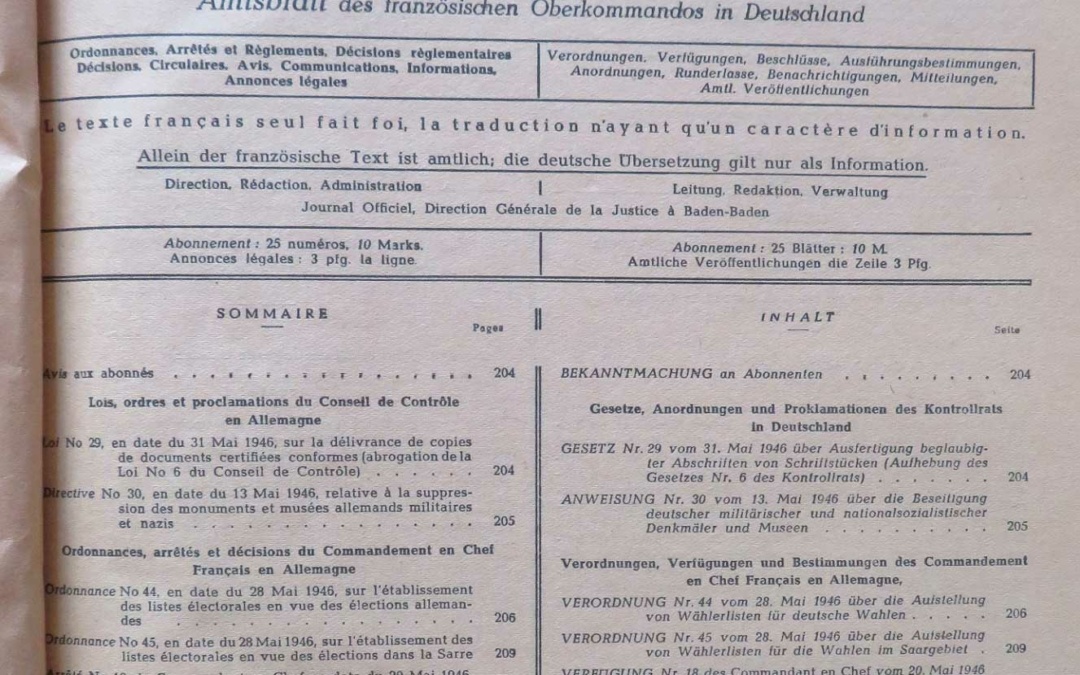 Amtsblatt des französischen Oberkommandos in Deutschland
Ordonnances, Arrêtés et Règlements, Décisions règlementaires
Décisions, Circulaires, Avis, Communications, Informations,
Annonces légales
Verordnungen, Verfügungen, Beschlüsse, Ausführungsbestimmungen,
Anordnungen, Runderlasse, Benachrichtigungen, Mitteilungen,
Amtl. Veröffentlichungen
Le texte français seul fait foi, la traduction n'ayant qu'un caractère d'information.
Allein der französische Text ist amtlich; die deutsche Übersetzung gilt nur als Information.
Direction, Rédaction, Administration
Leitung, Redaktion, Verwaltung
Journal Officiel, Direction Générale de la Justice à Baden-Baden
Abonnement : 25 numéros, 10 Marks.
Annonces légales : 3 pfg. la ligne.
Abonnement : 25 Blätter : 10 M.
Amtliche Veröffentlichungen die Zeile 3 Pfg.
SOMMAIRE
Pages
Avis aux abonnés . . . . . . . . . . . . . . . 204
Lois, ordres et proclamations du Conseil de Contrôle
en Allemagne
Loi No 29, en date du 31 Mai 1946, sur la délivrance de copies
de documents certifiées conformes (abrogation de la
Loi No 6 du Conseil de Contrôle) . . . . . . 204
Directive No 30, en date du 13 Mai 1946, relative à la suppres-
sion des monuments et musées allemands militaires
et nazis . . . . . . . . . . . . . . . . 205
Ordonnances, arrêtés et décisions du Commandement en Chef
Français en Allemagne
Ordonnance No 44, en date du 28 Mai 1946, sur l'établissement
des listes électorales en vue des élections alleman-
des . . . . . . . . . . . . . . . . . 206
Ordonnance No 45, en date du 28 Mai 1946, sur l'établissement des
listes électorales en vue des élections dans la Sarre 209
INHALT
Seite
BEKANNTMACHUNG an Abonnenten . . . . . . . . . 204
Gesetze, Anordnungen und Proklamationen des Kontrollrats
in Deutschland
GESETZ Nr. 29 vom 31. Mai 1946 über Ausfertigung beglaubig-
ter Abschriften von Schriftstücken (Aufhebung des
Gesetzes Nr. 6 des Kontrollrats) . . . . . . . 204
ANWEISUNG Nr. 30 vom 13. Mai 1946 über die Beseitigung
deutscher militärischer und nationalsozialistischer
Denkmäler und Museen . . . . . . . . . . 205
Verordnungen, Verfügungen und Bestimmungen des Commandement
en Chef Français en Allemagne,
VERORDNUNG Nr. 44 vom 28. Mai 1946 über die Aufstellung
von Wählerlisten für deutsche Wahlen . . . . . 206
VERORDNUNG Nr. 45 vom 28. Mai 1946 über die Aufstellung
von Wählerlisten für die Wahlen im Saargebiet . 209
VERFÜGUNG Nr. 18 des Commandant en Chef vom 20. Mai 1946